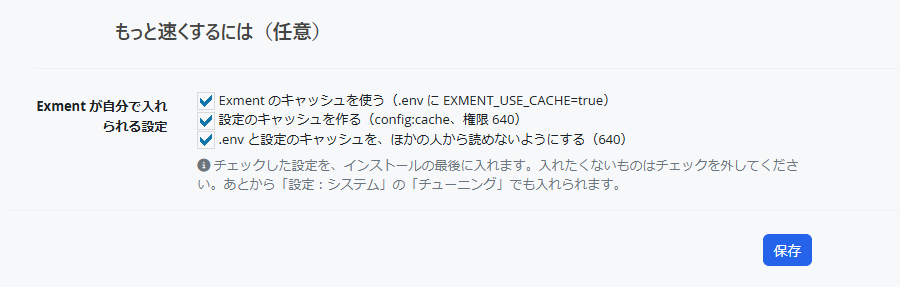 もっと速くするには（任意）
Exment が自分で入れ
られる設定
Exment のキャッシュを使う（.env に EXMENT_USE_CACHE=true）
設定のキャッシュを作る（config:cache、権限 640）
.env と設定のキャッシュを、ほかの人から読めないようにする（640）
チェックした設定を、インストールの最後に入れます。入れたくないものはチェックを外してくださ
い。あとから「設定：システム」の「チューニング」でも入れられます。
保存